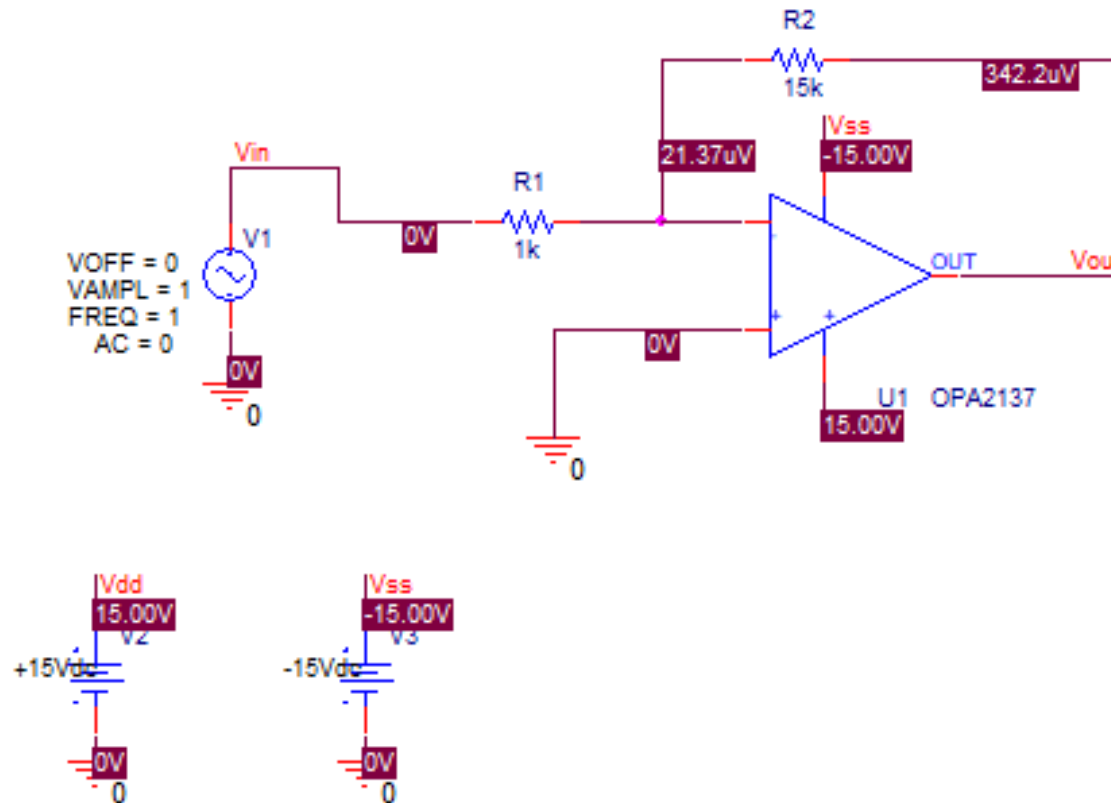 R2
15k
342.2uV
Vss
-15.00V
21.37uV
Vin
R1
1k
0V
V1
VOFF = 0
VAMPL = 1
FREQ = 1
AC = 0
0V
0
-
+
+
OUT
Vou
0V
0
U1 OPA2137
15.00V
Vdd
15.00V
V2
+15Vdc
-
-
0V
0
Vss
-15.00V
V3
-15Vdc
-
-
0V
0